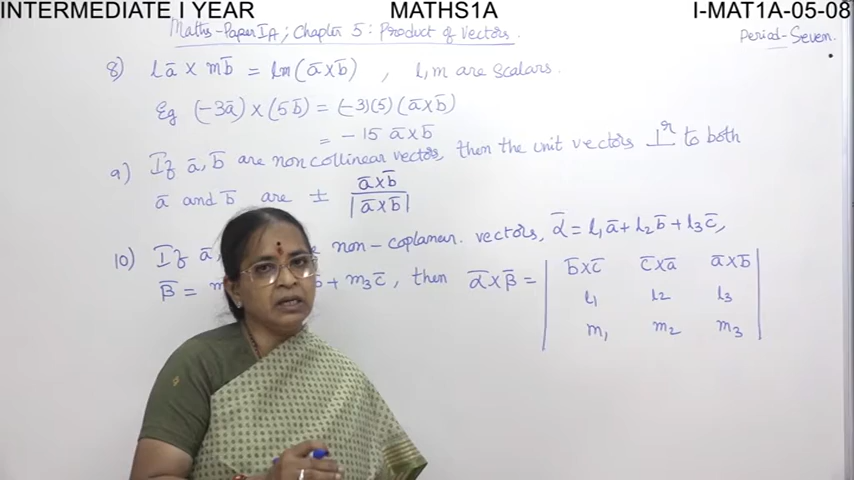 INTERMEDIATE I YEAR MATHS1A I-MAT1A-05-08
Maths-Paper IA; Chapter 5: Product of vectors.
Period-Seven.
8) la̅ × mb̅ = lm(a̅×b̅) , l,m are scalars.
Eg (-3a̅)×(5b̅) = (-3)(5)(a̅×b̅)
= -15 a̅×b̅
9) If a̅,b̅ are noncollinear vectors, then the unit vectors ⊥r to both
a̅ and b̅ are ± a̅×b̅ / |a̅×b̅|
10) If a̅, non-coplanar. vectors, α̅ = l₁a̅+l₂b̅+l₃c̅,
β̅ = m b̅ + m₃c̅, then α̅×β̅ = | b̅×c̅ c̅×a̅ a̅×b̅ |
l₁ l₂ l₃
m₁ m₂ m₃